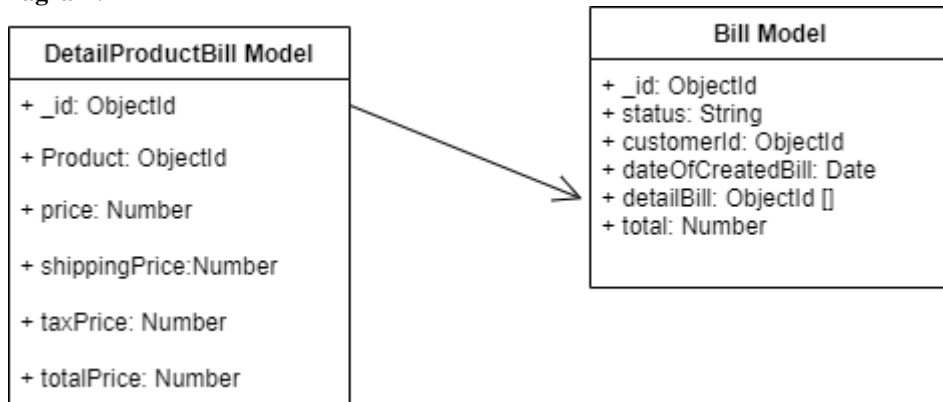 DetailProductBill Model
+ _id: ObjectId
+ Product: ObjectId
+ price: Number
+ shippingPrice:Number
+ taxPrice: Number
+ totalPrice: Number
Bill Model
+ _id: ObjectId
+ status: String
+ customerId: ObjectId
+ dateOfCreatedBill: Date
+ detailBill: ObjectId []
+ total: Number